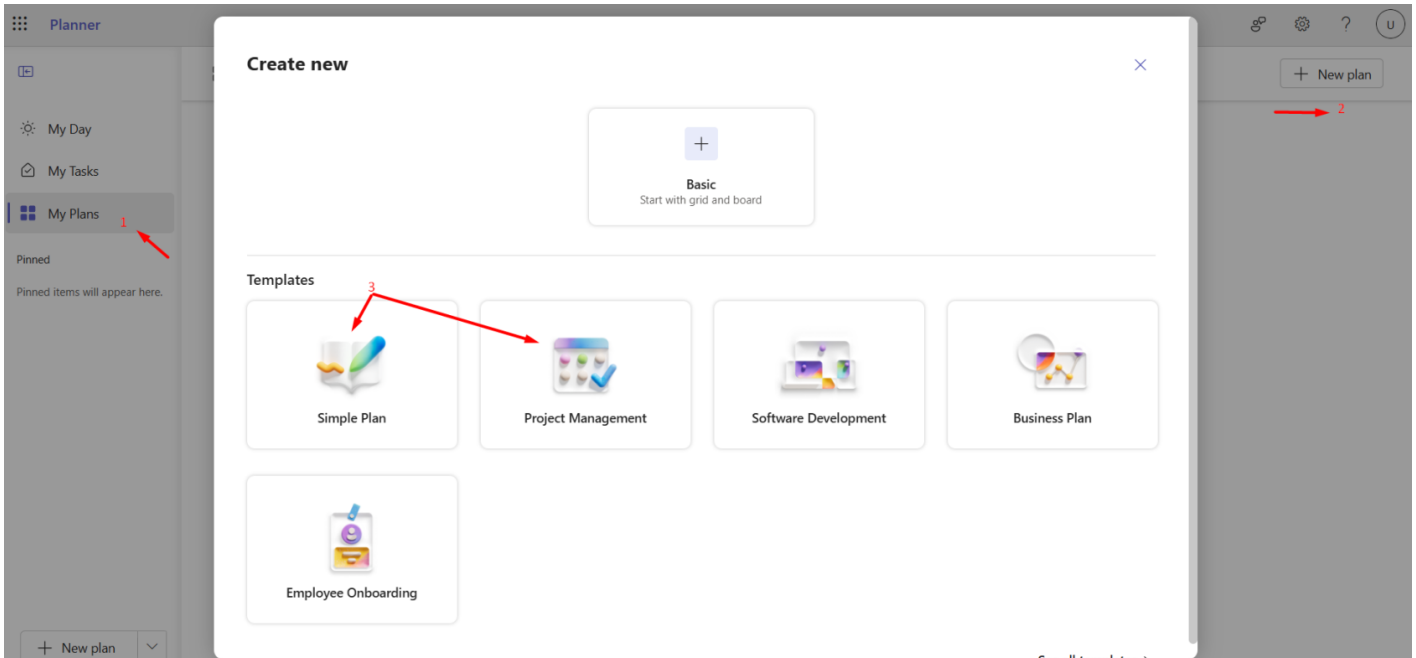 Planner
U
Create new
New plan
2
Basic
Start with grid and board
My Day
My Tasks
My Plans
1
Pinned
Pinned items will appear here.
Templates
3
Simple Plan
Project Management
Software Development
Business Plan
Employee Onboarding
New plan